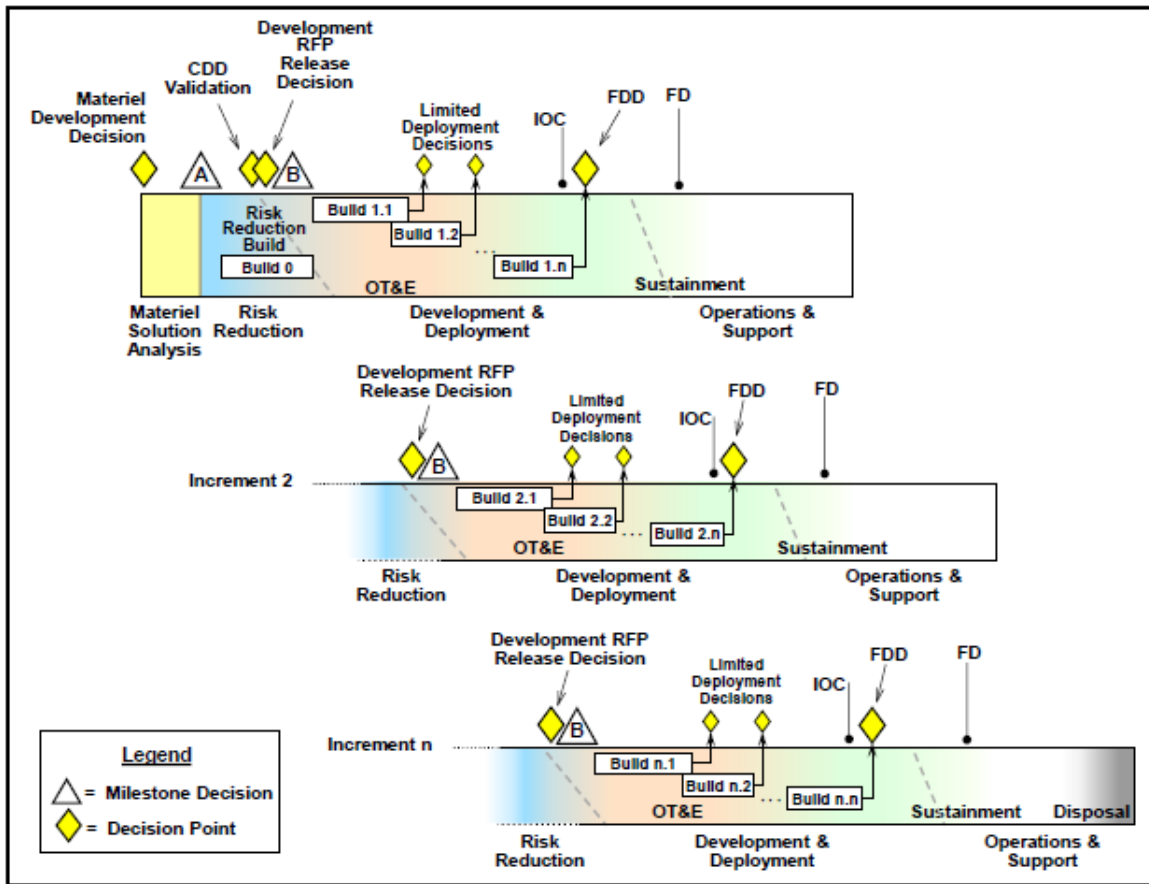 Development
RFP
Release
Decision
CDD
Validation
Materiel
Development
Decision
Limited
Deployment
Decisions
IOC
FDD
FD
A
B
Risk
Reduction
Build
Build 0
Build 1.1
Build 1.2
...
Build 1.n
OT&E
Sustainment
Materiel
Solution
Analysis
Risk
Reduction
Development &
Deployment
Operations &
Support
Development RFP
Release Decision
Limited
Deployment
Decisions
IOC
FDD
FD
B
Increment 2
Build 2.1
Build 2.2
...
Build 2.n
OT&E
Sustainment
Risk
Reduction
Development &
Deployment
Operations &
Support
Development RFP
Release Decision
Limited
Deployment
Decisions
IOC
FDD
FD
B
Increment n
Build n.1
Build n.2
...
Build n.n
OT&E
Sustainment
Disposal
Risk
Reduction
Development &
Deployment
Operations &
Support
Legend
= Milestone Decision
= Decision Point